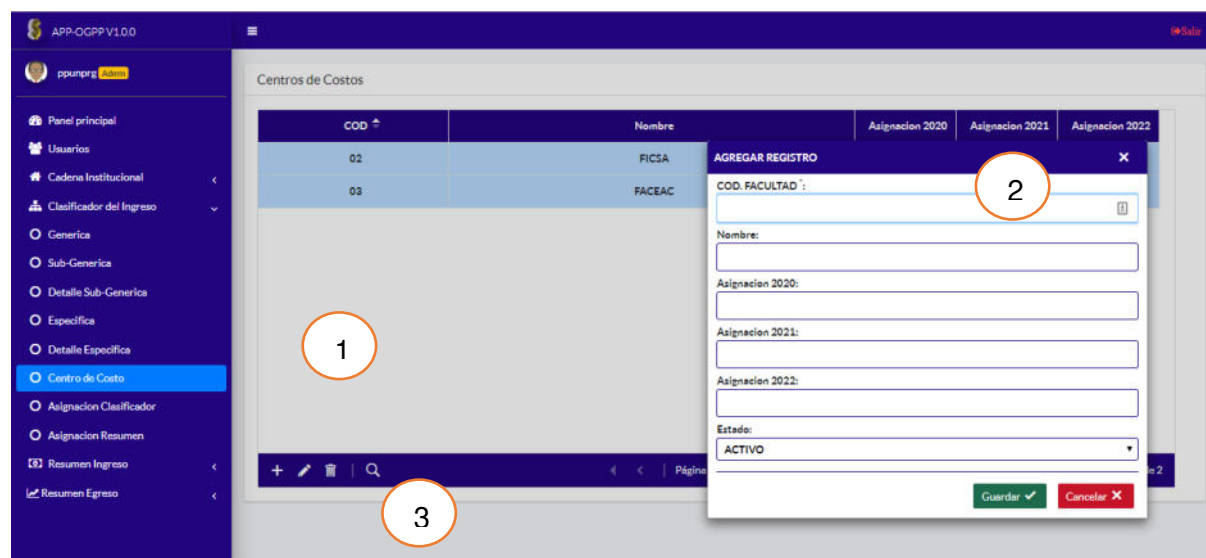 APP-OGPP V1.0.0
Salir
ppunprg Admin
Centros de Costos
Panel principal
Usuarios
Cadena Institucional
Clasificador del Ingreso
Generica
Sub-Generica
Detalle Sub-Generica
Especifica
Detalle Especifica
Centro de Costo
Asignacion Clasificador
Asignacion Resumen
Resumen Ingreso
Resumen Egreso
COD Nombre Asignacion 2020 Asignacion 2021 Asignacion 2022
02 FICSA
03 FACEAC
1
Página
de 2
3
AGREGAR REGISTRO
2
COD. FACULTAD *:
Nombre:
Asignacion 2020:
Asignacion 2021:
Asignacion 2022:
Estado:
ACTIVO
Guardar Cancelar